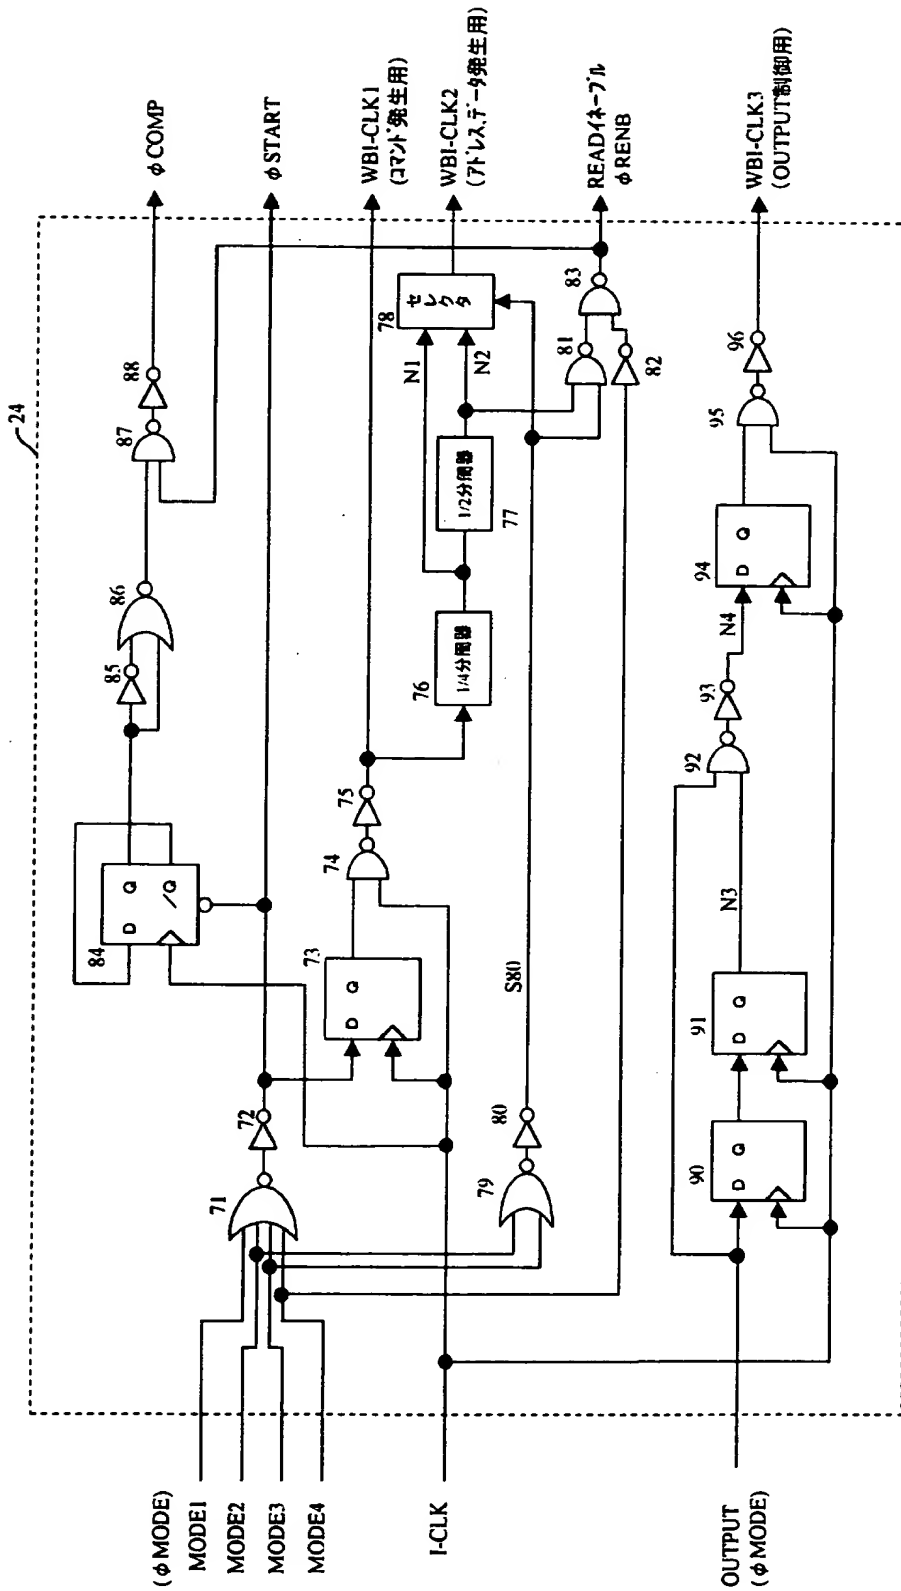 24
(φMODE)
MODE1
MODE2
MODE3
MODE4
I-CLK
OUTPUT
(φMODE)
φCOMP
φSTART
WBI-CLK1
(コマンド発生用)
WBI-CLK2
(アドレス,データ発生用)
READイネーブル
φRENB
WBI-CLK3
(OUTPUT制御用)
71
72
73
D Q
74
75
76
1/4分周器
77
1/2分周器
78
セレクタ
N1
N2
79
80
S80
81
82
83
84
D Q
/Q
85
86
87
88
90
D Q
91
D Q
N3
92
93
N4
94
D Q
95
96